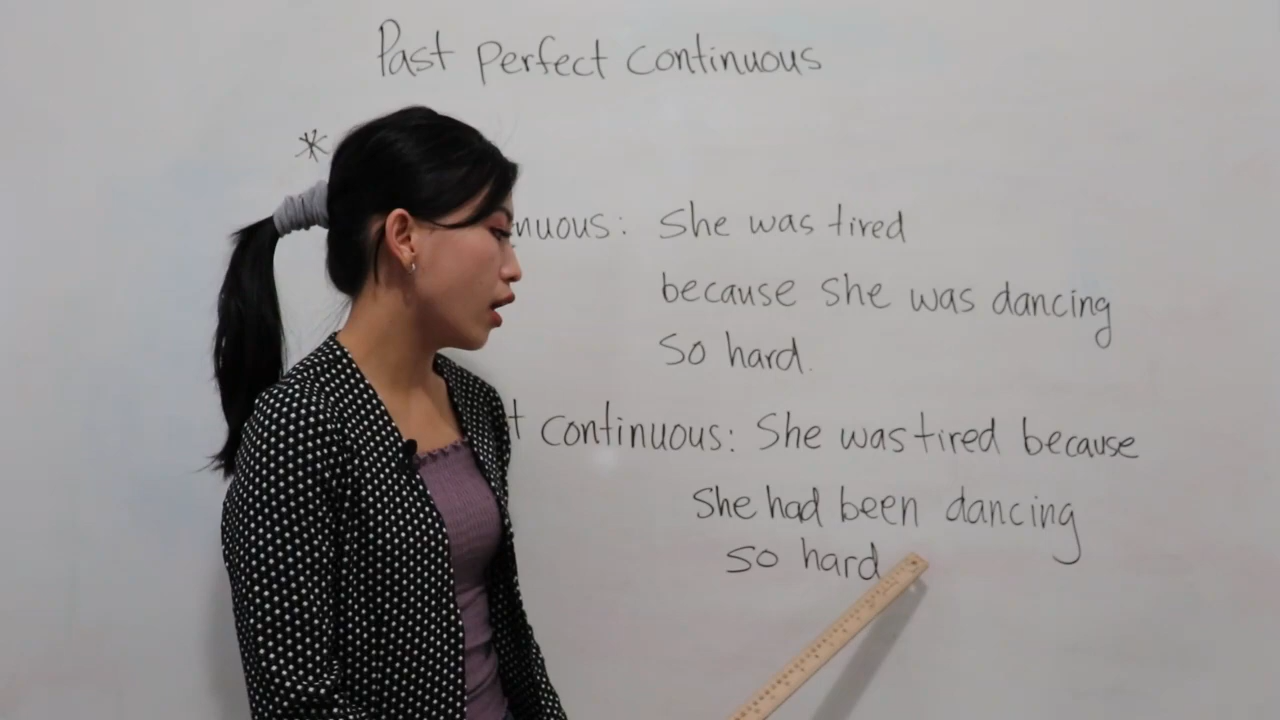 Past perfect continuous
*
nuous: She was tired
because she was dancing
so hard.
t continuous: She was tired because
She had been dancing
so hard